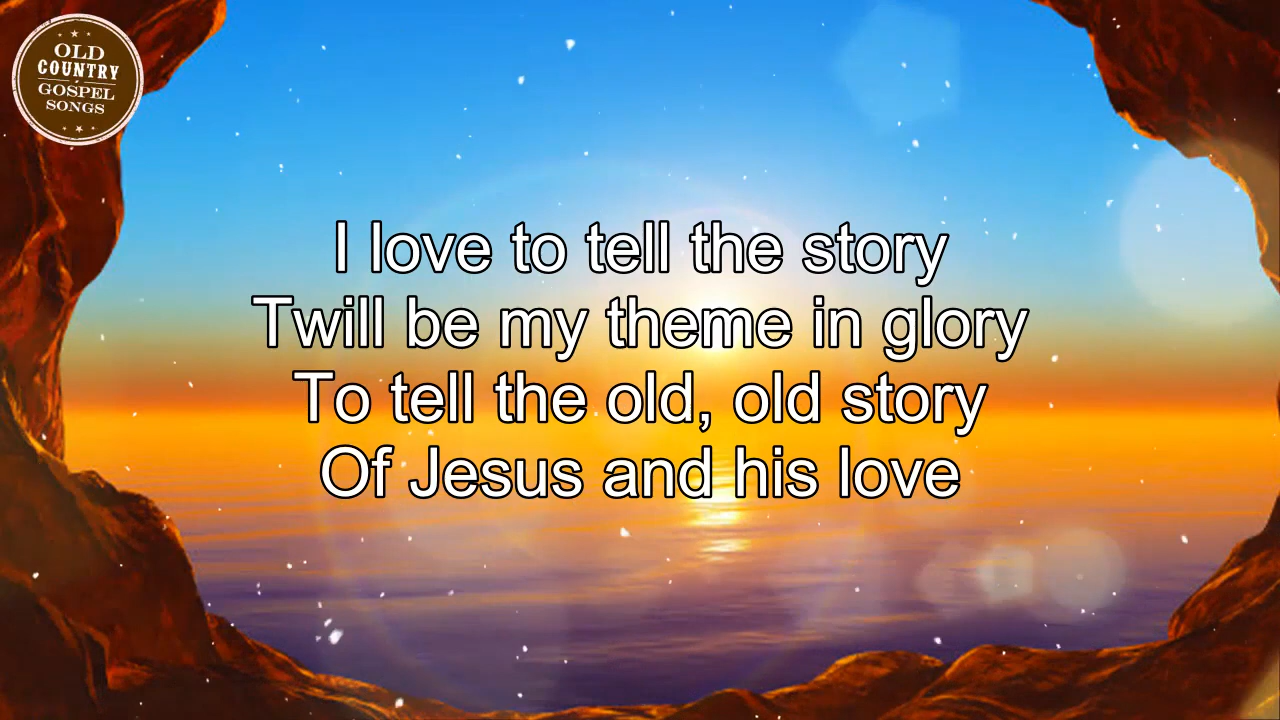 OLD
COUNTRY
GOSPEL
SONGS
I love to tell the story
Twill be my theme in glory
To tell the old, old story
Of Jesus and his love